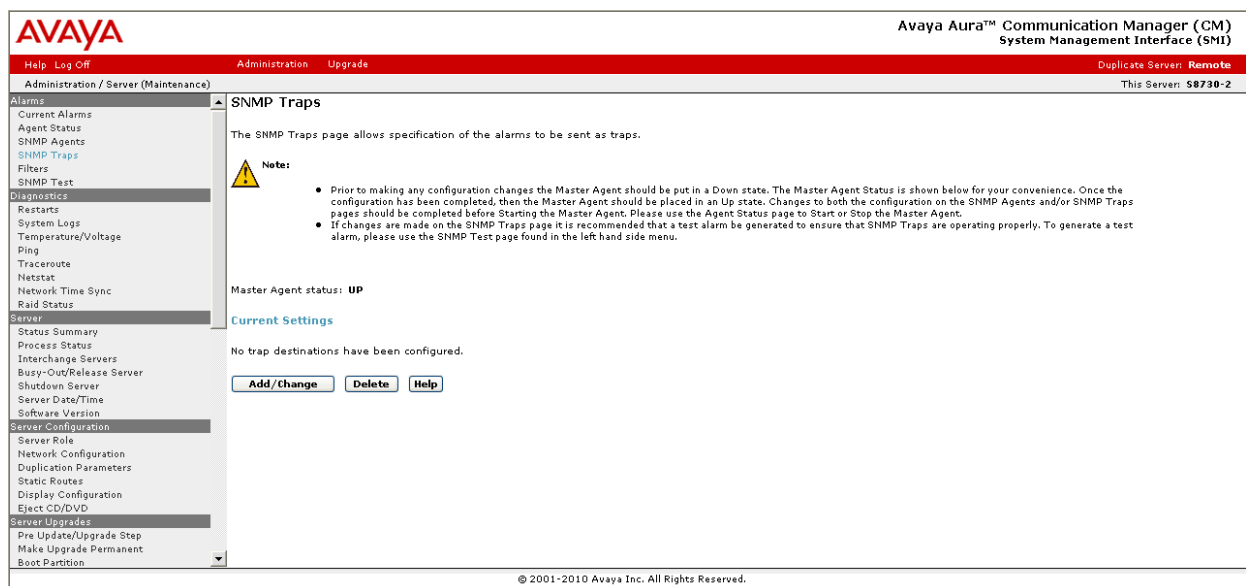 AVAYA
Avaya Aura™ Communication Manager (CM)
System Management Interface (SMI)
Help Log Off
Administration Upgrade
Duplicate Server: Remote
Administration / Server (Maintenance)
This Server: S8730-2
Alarms
Current Alarms
Agent Status
SNMP Agents
SNMP Traps
Filters
SNMP Test
Diagnostics
Restarts
System Logs
Temperature/Voltage
Ping
Traceroute
Netstat
Network Time Sync
Raid Status
Server
Status Summary
Process Status
Interchange Servers
Busy-Out/Release Server
Shutdown Server
Server Date/Time
Software Version
Server Configuration
Server Role
Network Configuration
Duplication Parameters
Static Routes
Display Configuration
Eject CD/DVD
Server Upgrades
Pre Update/Upgrade Step
Make Upgrade Permanent
Boot Partition
SNMP Traps
The SNMP Traps page allows specification of the alarms to be sent as traps.
Note:
Prior to making any configuration changes the Master Agent should be put in a Down state. The Master Agent Status is shown below for your convenience. Once the
configuration has been completed, then the Master Agent should be placed in an Up state. Changes to both the configuration on the SNMP Agents and/or SNMP Traps
pages should be completed before Starting the Master Agent. Please use the Agent Status page to Start or Stop the Master Agent.
If changes are made on the SNMP Traps page it is recommended that a test alarm be generated to ensure that SNMP Traps are operating properly. To generate a test
alarm, please use the SNMP Test page found in the left hand side menu.
Master Agent status: UP
Current Settings
No trap destinations have been configured.
Add/Change Delete Help
© 2001-2010 Avaya Inc. All Rights Reserved.